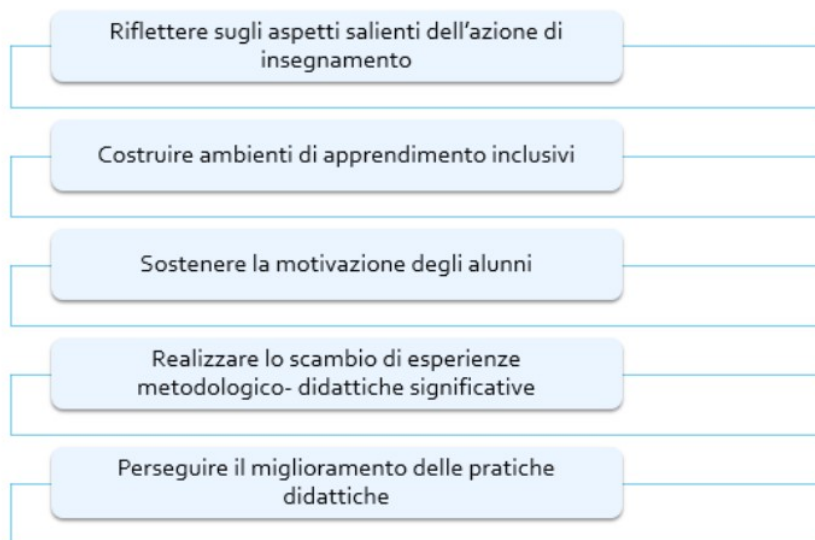 Riflettere sugli aspetti salienti dell’azione di
insegnamento
Costruire ambienti di apprendimento inclusivi
Sostenere la motivazione degli alunni
Realizzare lo scambio di esperienze
metodologico- didattiche significative
Perseguire il miglioramento delle pratiche
didattiche